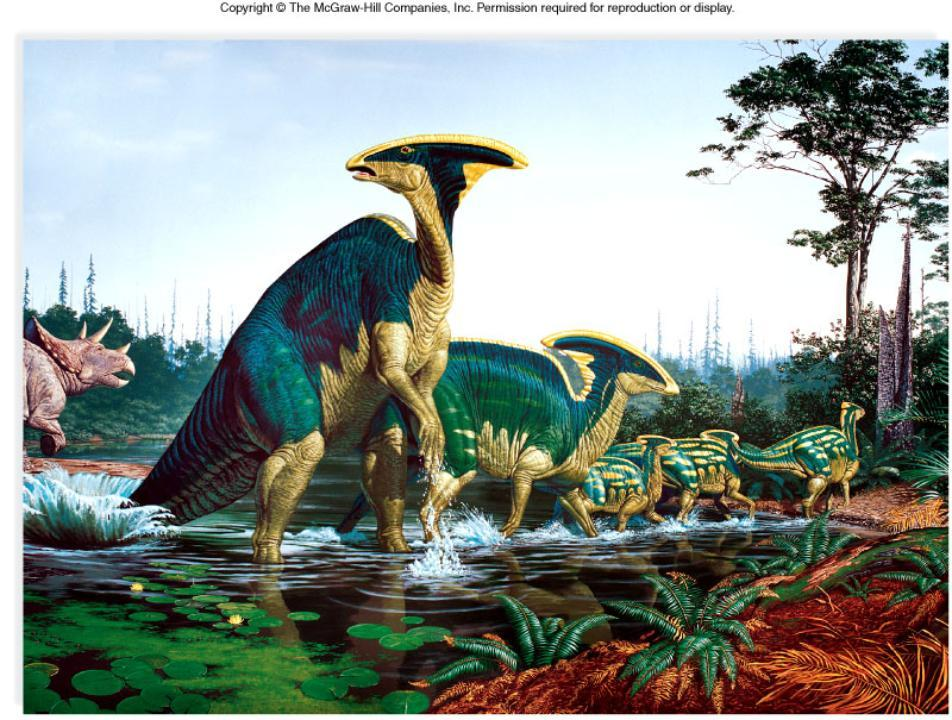 Copyright © The McGraw-Hill Companies, Inc. Permission required for reproduction or display.